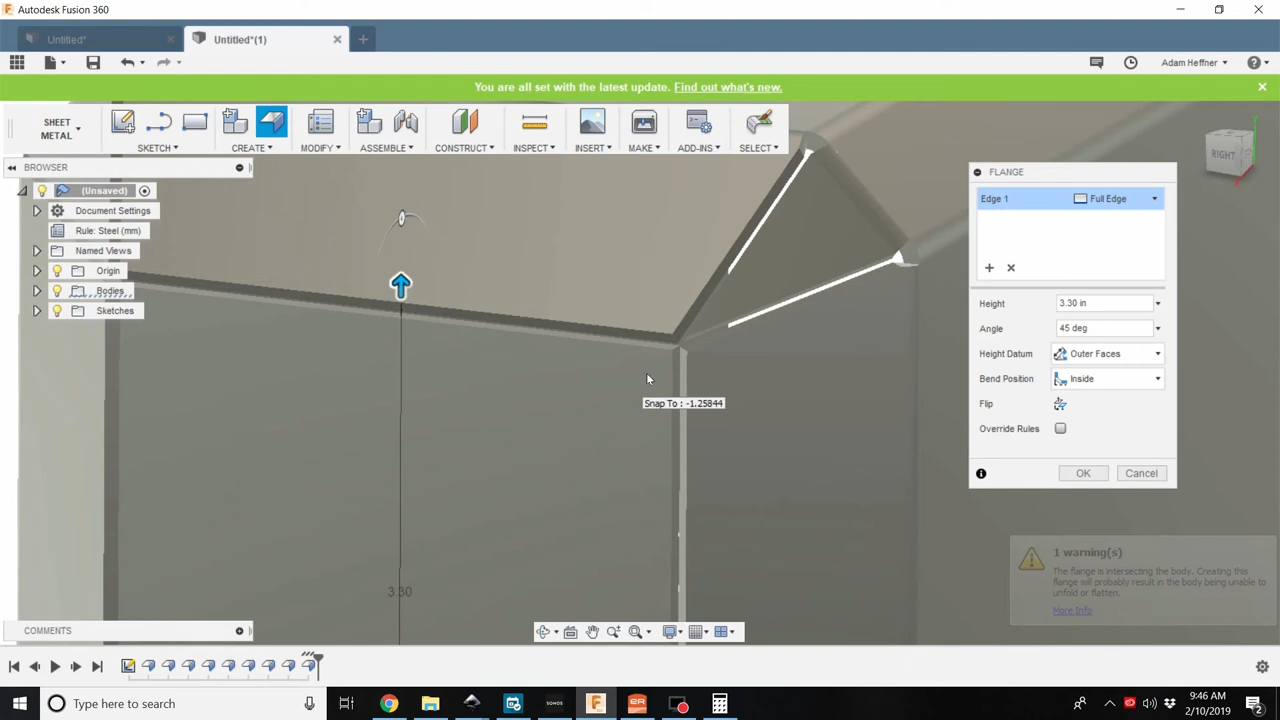 Autodesk Fusion 360
Untitled*
Untitled*(1)
Adam Heffner
You are all set with the latest update. Find out what's new.
SHEET METAL
SKETCH
CREATE
MODIFY
ASSEMBLE
CONSTRUCT
INSPECT
INSERT
MAKE
ADD-INS
SELECT
RIGHT
BROWSER
(Unsaved)
Document Settings
Rule: Steel (mm)
Named Views
Origin
Bodies
Sketches
FLANGE
Edge 1
Full Edge
Height
3.30 in
Angle
45 deg
Height Datum
Outer Faces
Bend Position
Inside
Flip
Override Rules
OK
Cancel
Snap To : -1.25844
3.30
1 warning(s)
The flange is intersecting the body. Creating this
flange will probably result in the body being unable to
unfold or flatten.
More Info
COMMENTS
Type here to search
SONOS
9:46 AM
2/10/2019
2